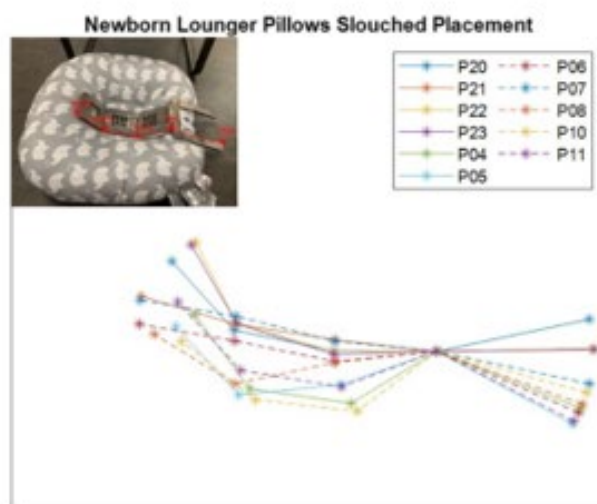 Newborn Lounger Pillows Slouched Placement
P20 P06
P21 P07
P22 P08
P23 P10
P04 P11
P05